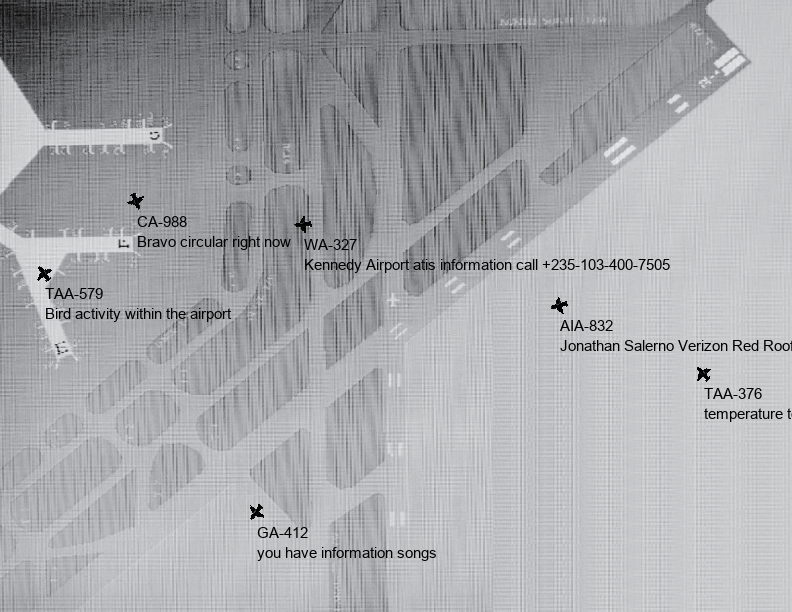 G
CA-988
F
Bravo circular right now
WA-327
Kennedy Airport atis information call +235-103-400-7505
TAA-579
Bird activity within the airport
AIA-832
Jonathan Salerno Verizon Red Roof
TAA-376
temperature t
GA-412
you have information songs